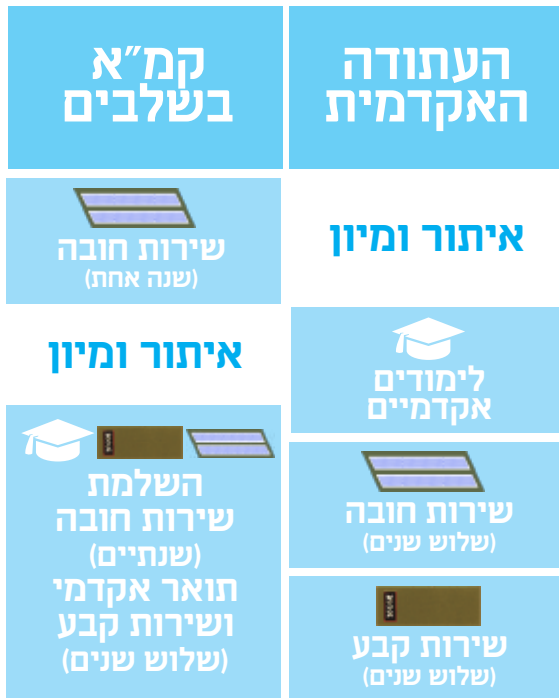 העתודה
האקדמית
איתור ומיון
לימודים
אקדמיים
שירות חובה
(שלוש שנים)
שירות קבע
(שלוש שנים)
קמ"א
בשלבים
שירות חובה
(שנה אחת)
איתור ומיון
השלמת
שירות חובה
(שנתיים)
תואר אקדמי
ושירות קבע
(שלוש שנים)